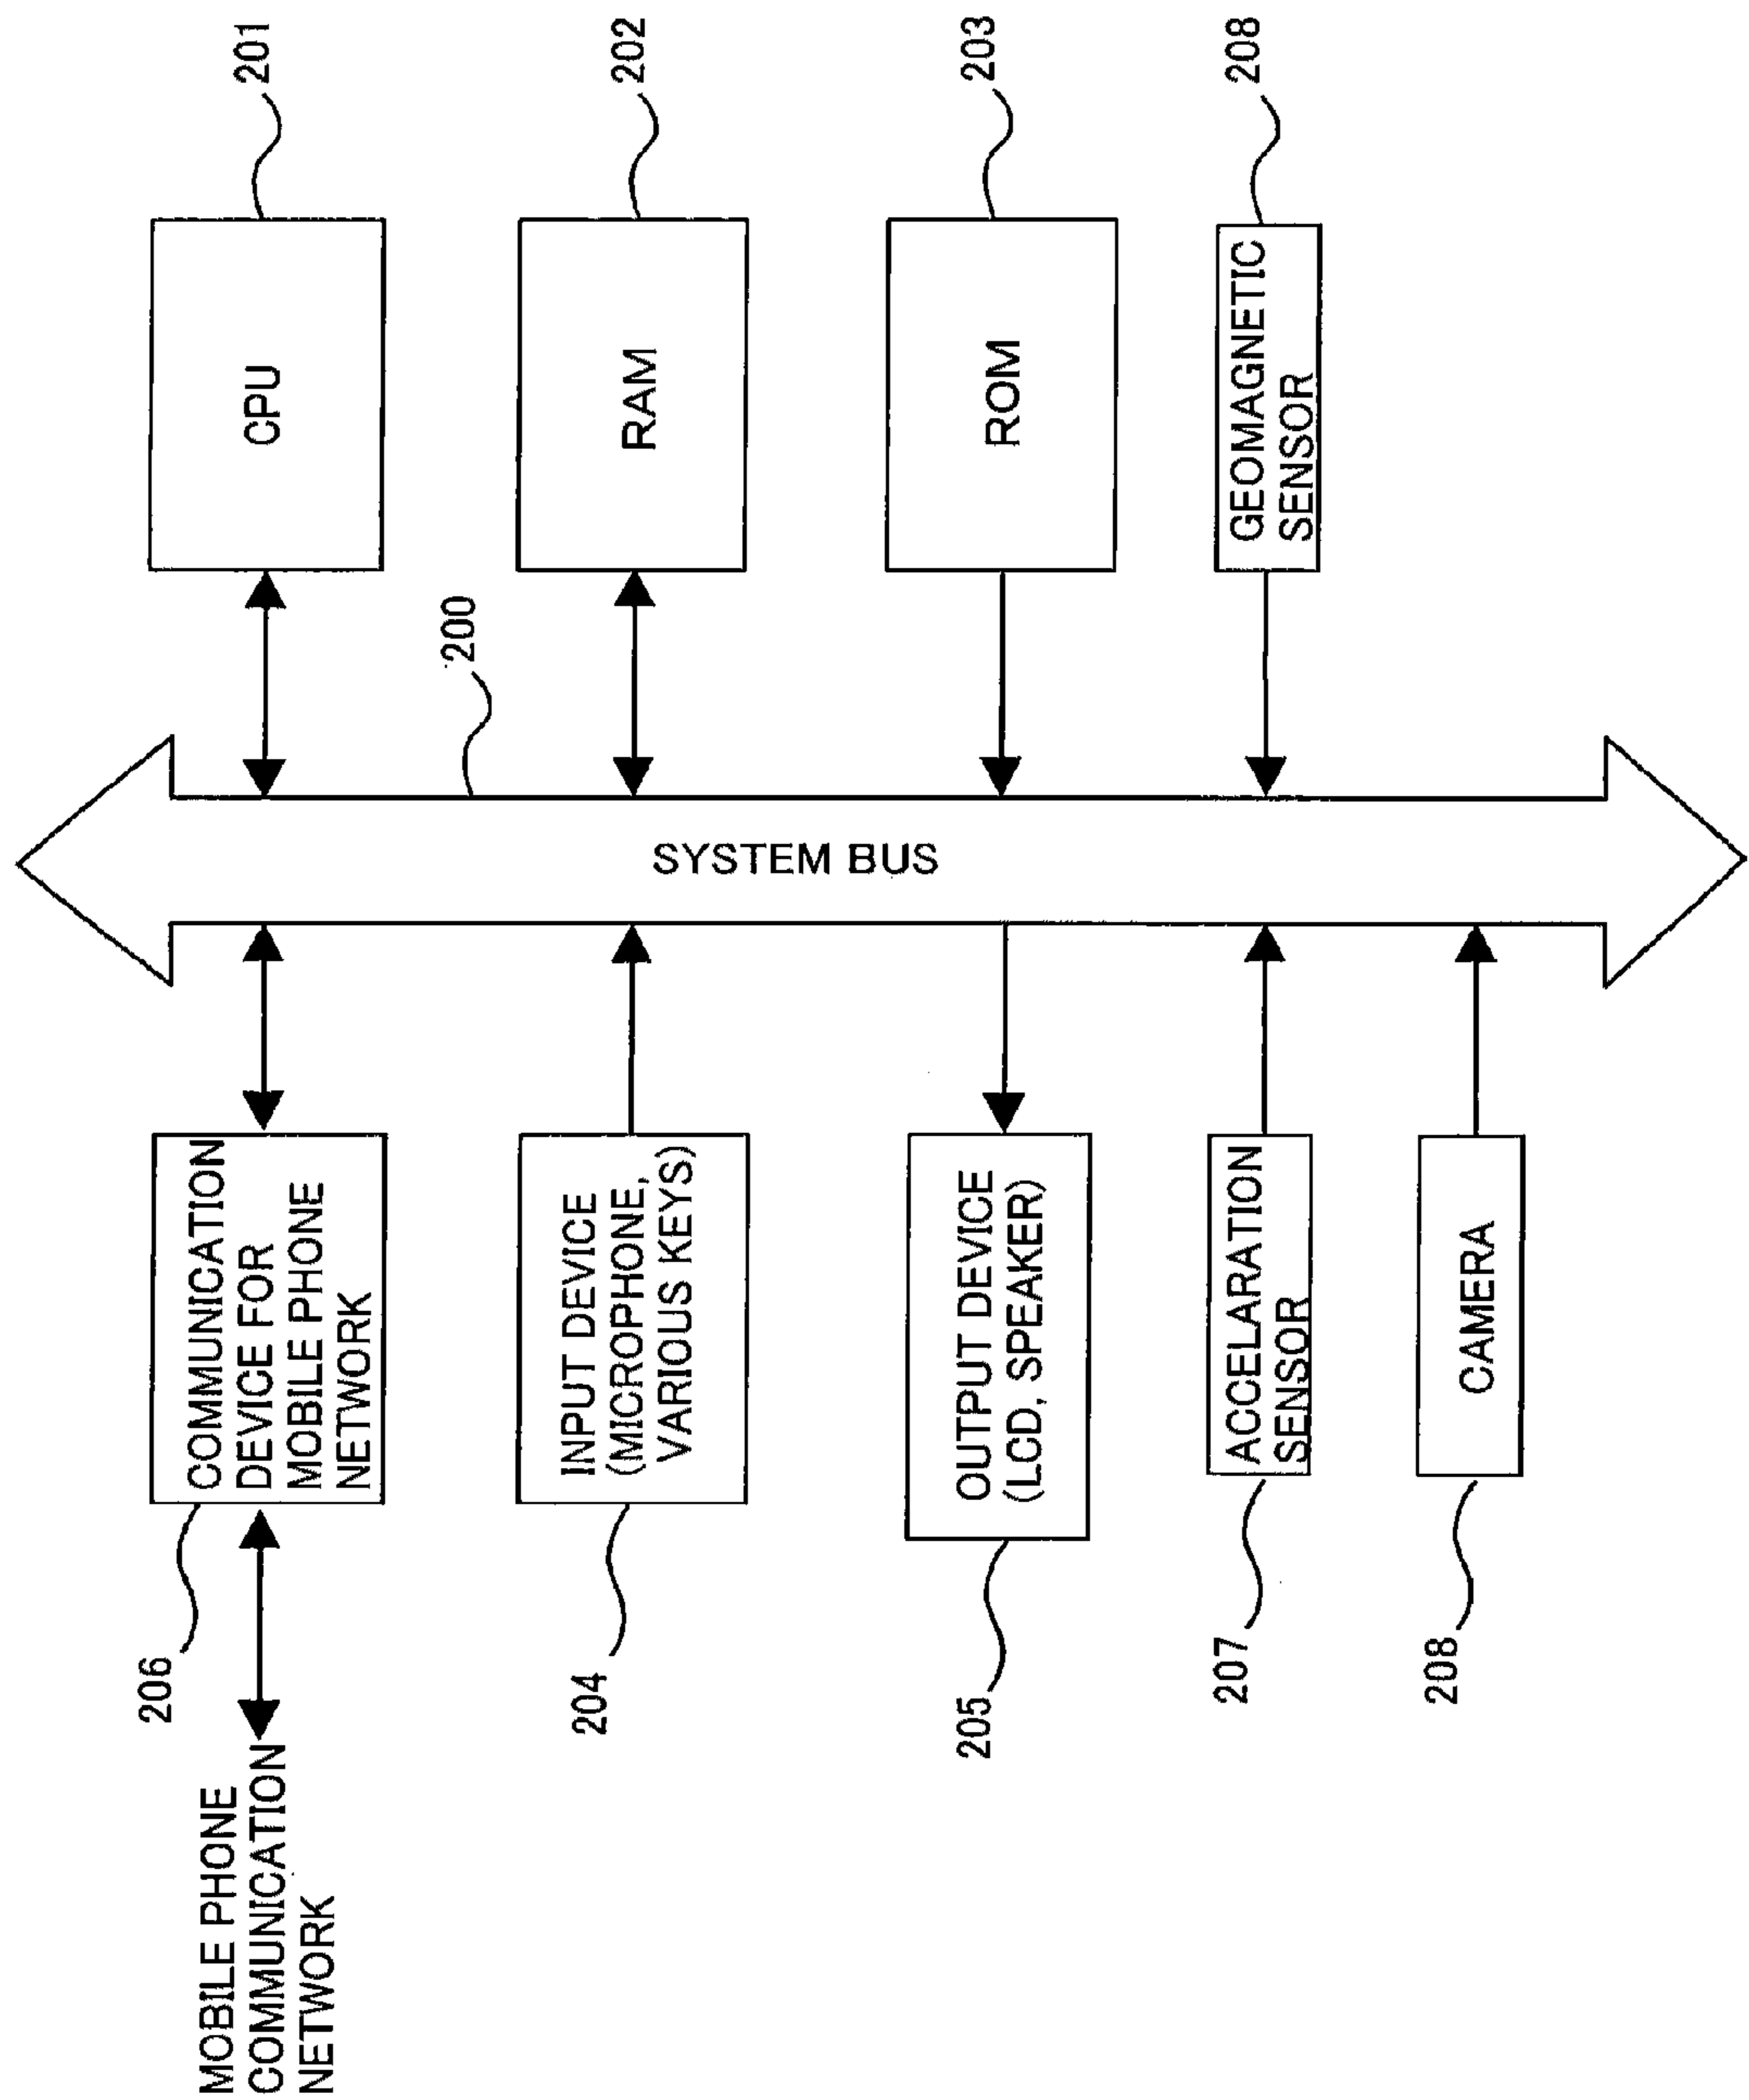 201
CPU
202
RAM
203
ROM
208
GEOMAGNETIC
SENSOR
200
SYSTEM BUS
COMMUNICATION
DEVICE FOR
MOBILE PHONE
NETWORK
206
MOBILE PHONE
COMMUNICATION
NETWORK
INPUT DEVICE
(MICROPHONE,
VARIOUS KEYS)
204
OUTPUT DEVICE
(LCD, SPEAKER)
205
ACCELARATION
SENSOR
207
CAMERA
208